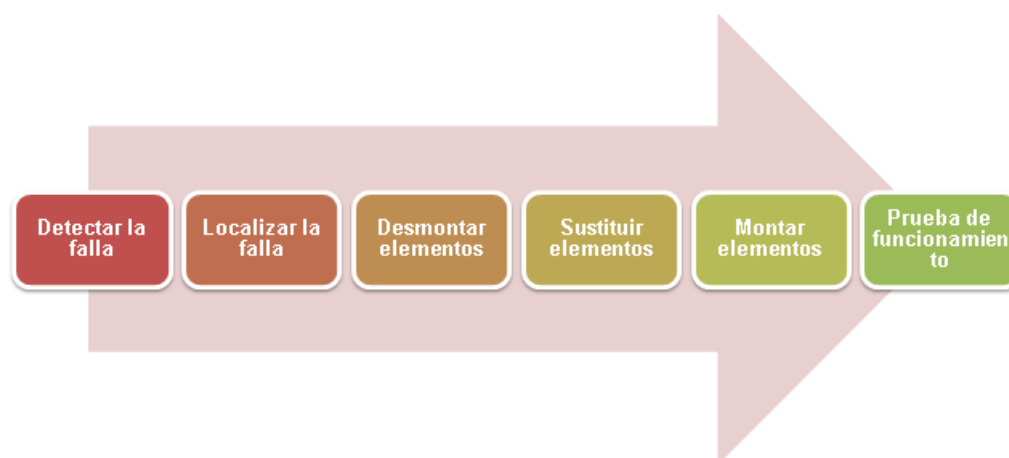 Detectar la
falla
Localizar la
falla
Desmontar
elementos
Sustituir
elementos
Montar
elementos
Prueba de
funcionamien
to